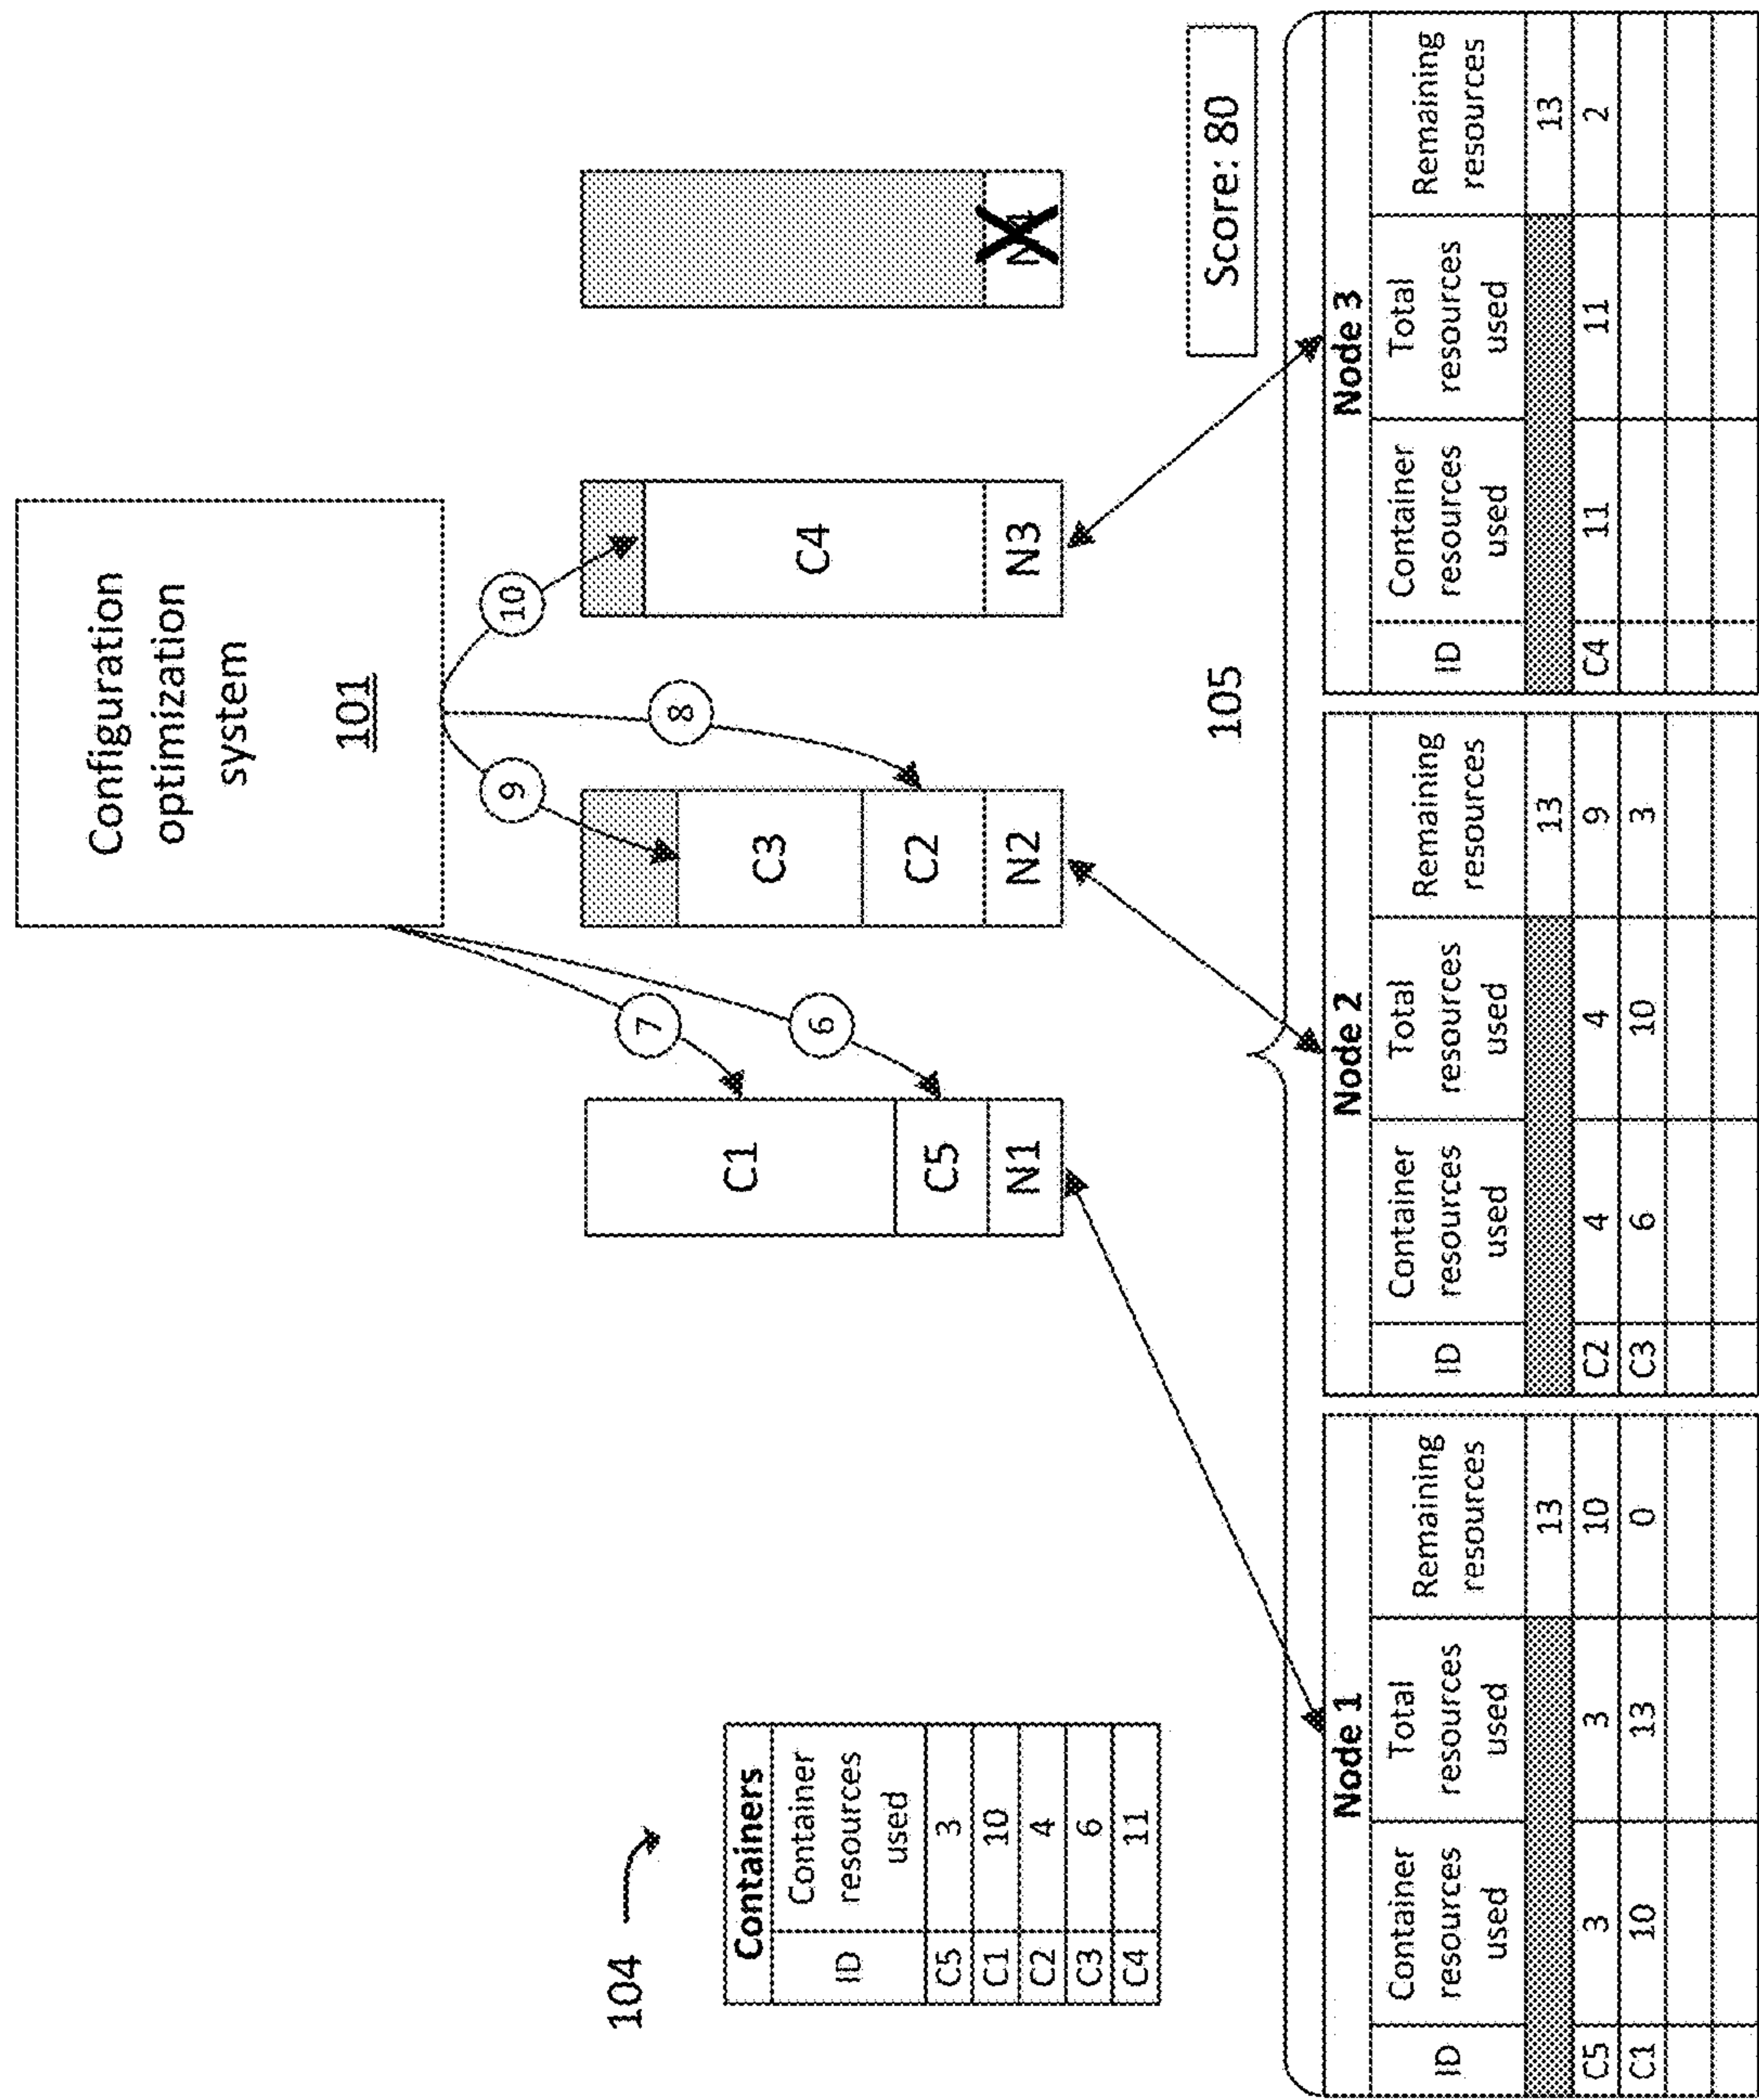 Configuration
optimization
system
101
7
6
9
8
10
C1
C5
N1
C3
C2
N2
C4
N3
104
Containers
ID Container resources used
C5 3
C1 10
C2 4
C3 6
C4 11
Score: 80
105
Node 1
ID Container resources used Total resources used Remaining resources
13
C5 3 3 10
C1 10 13 0
Node 2
ID Container resources used Total resources used Remaining resources
13
C2 4 4 9
C3 6 10 3
Node 3
ID Container resources used Total resources used Remaining resources
13
C4 11 11 2